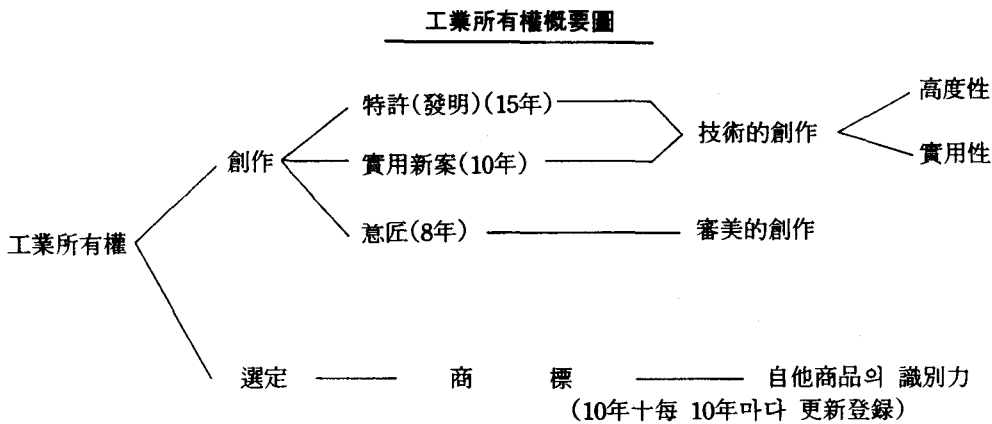 工業所有權槪要圖
高度性
特許(發明)(15年)
技術的創作
創作
實用新案(10年)
實用性
意匠(8年)
審美的創作
工業所有權
選定 商 標 自他商品의 識別力
(10年十每 10年마다 更新登錄)